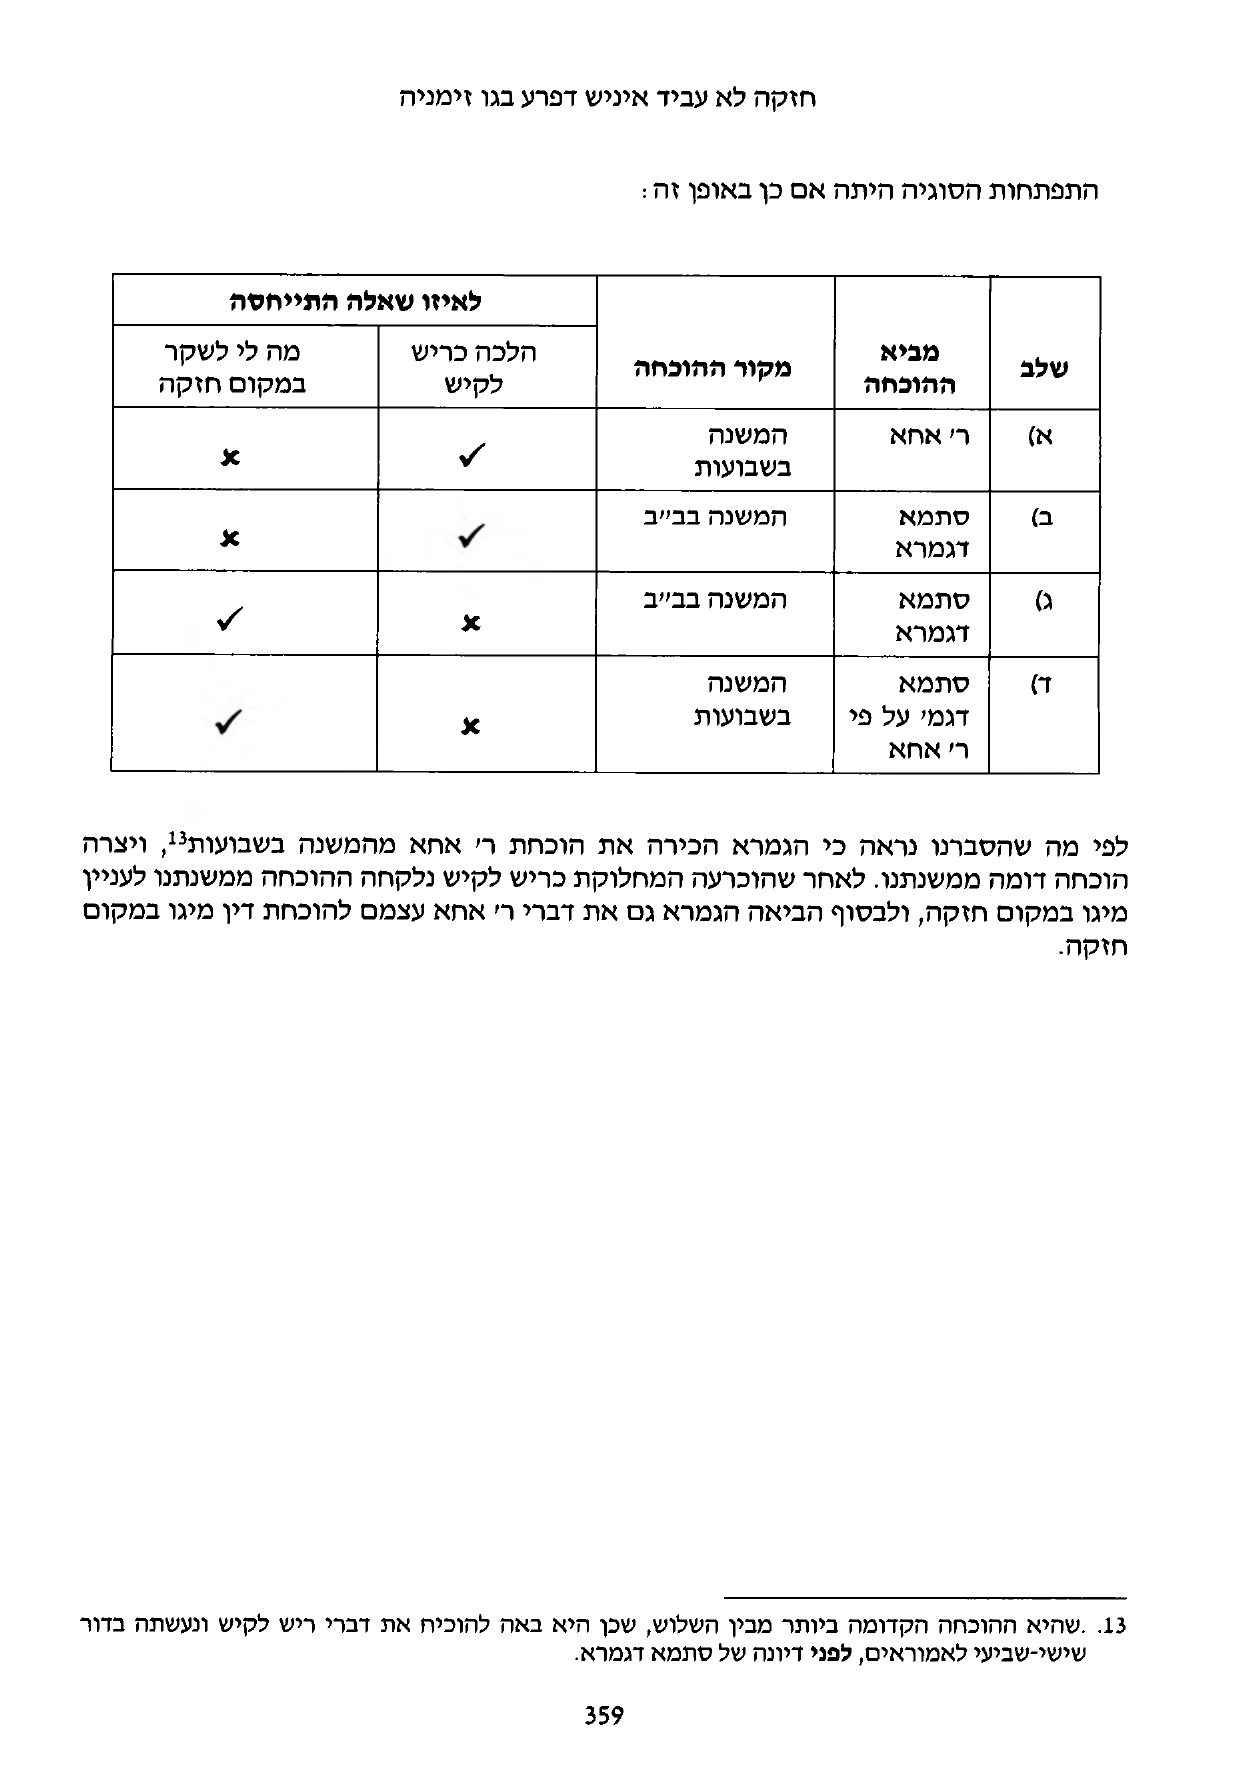 חזקה לא עביד איניש דפרע בגו זימניה
התפתחות הסוגיה היתה אם כן באופן זה:
שלב
מביא
ההוכחה
מקור ההוכחה
לאיזו שאלה התייחסה
הלכה כריש
לקיש
מה לי לשקר
במקום חזקה
א)
ר' אחא
המשנה
בשבועות
✓
✗
ב)
סתמא
דגמרא
המשנה בב"ב
✓
✗
ג)
סתמא
דגמרא
המשנה בב"ב
✗
✓
ד)
סתמא
דגמ' על פי
ר' אחא
המשנה
בשבועות
✗
✓
לפי מה שהסברנו נראה כי הגמרא הכירה את הוכחת ר' אחא מהמשנה בשבועות13, ויצרה
הוכחה דומה ממשנתנו. לאחר שהוכרעה המחלוקת כריש לקיש נלקחה ההוכחה ממשנתנו לעניין
מיגו במקום חזקה, ולבסוף הביאה הגמרא גם את דברי ר' אחא עצמם להוכחת דין מיגו במקום
חזקה.
13. .שהיא ההוכחה הקדומה ביותר מבין השלוש, שכן היא באה להוכיח את דברי ריש לקיש ונעשתה בדור
שישי-שביעי לאמוראים, לפני דיונה של סתמא דגמרא.
359